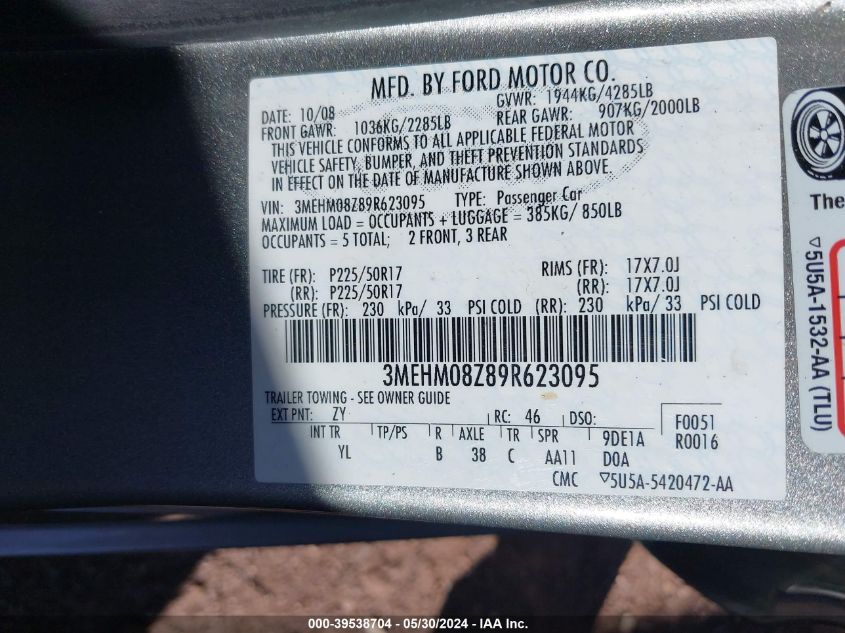 MFD. BY FORD MOTOR CO.
DATE: 10/08 GVWR: 1944KG/4285LB
FRONT GAWR: 1036KG/2285LB REAR GAWR: 907KG/2000LB
THIS VEHICLE CONFORMS TO ALL APPLICABLE FEDERAL MOTOR
VEHICLE SAFETY, BUMPER, AND THEFT PREVENTION STANDARDS
IN EFFECT ON THE DATE OF MANUFACTURE SHOWN ABOVE.
VIN: 3MEHM08Z89R623095 TYPE: Passenger Car
MAXIMUM LOAD = OCCUPANTS + LUGGAGE = 385KG/ 850LB
OCCUPANTS = 5 TOTAL; 2 FRONT, 3 REAR
TIRE (FR): P225/50R17 RIMS (FR): 17X7.0J
(RR): P225/50R17 (RR): 17X7.0J
PRESSURE (FR): 230 kPa/ 33 PSI COLD (RR): 230 kPa/ 33 PSI COLD
3MEHM08Z89R623095
TRAILER TOWING - SEE OWNER GUIDE
EXT PNT: ZY RC: 46 DSO: F0051
INT TR TP/PS R AXLE TR SPR 9DE1A R0016
YL B 38 C AA11 D0A
CMC ▽5U5A-5420472-AA
The
▽5U5A-1532-AA (TLU)
000-39538704 - 05/30/2024 - IAA Inc.